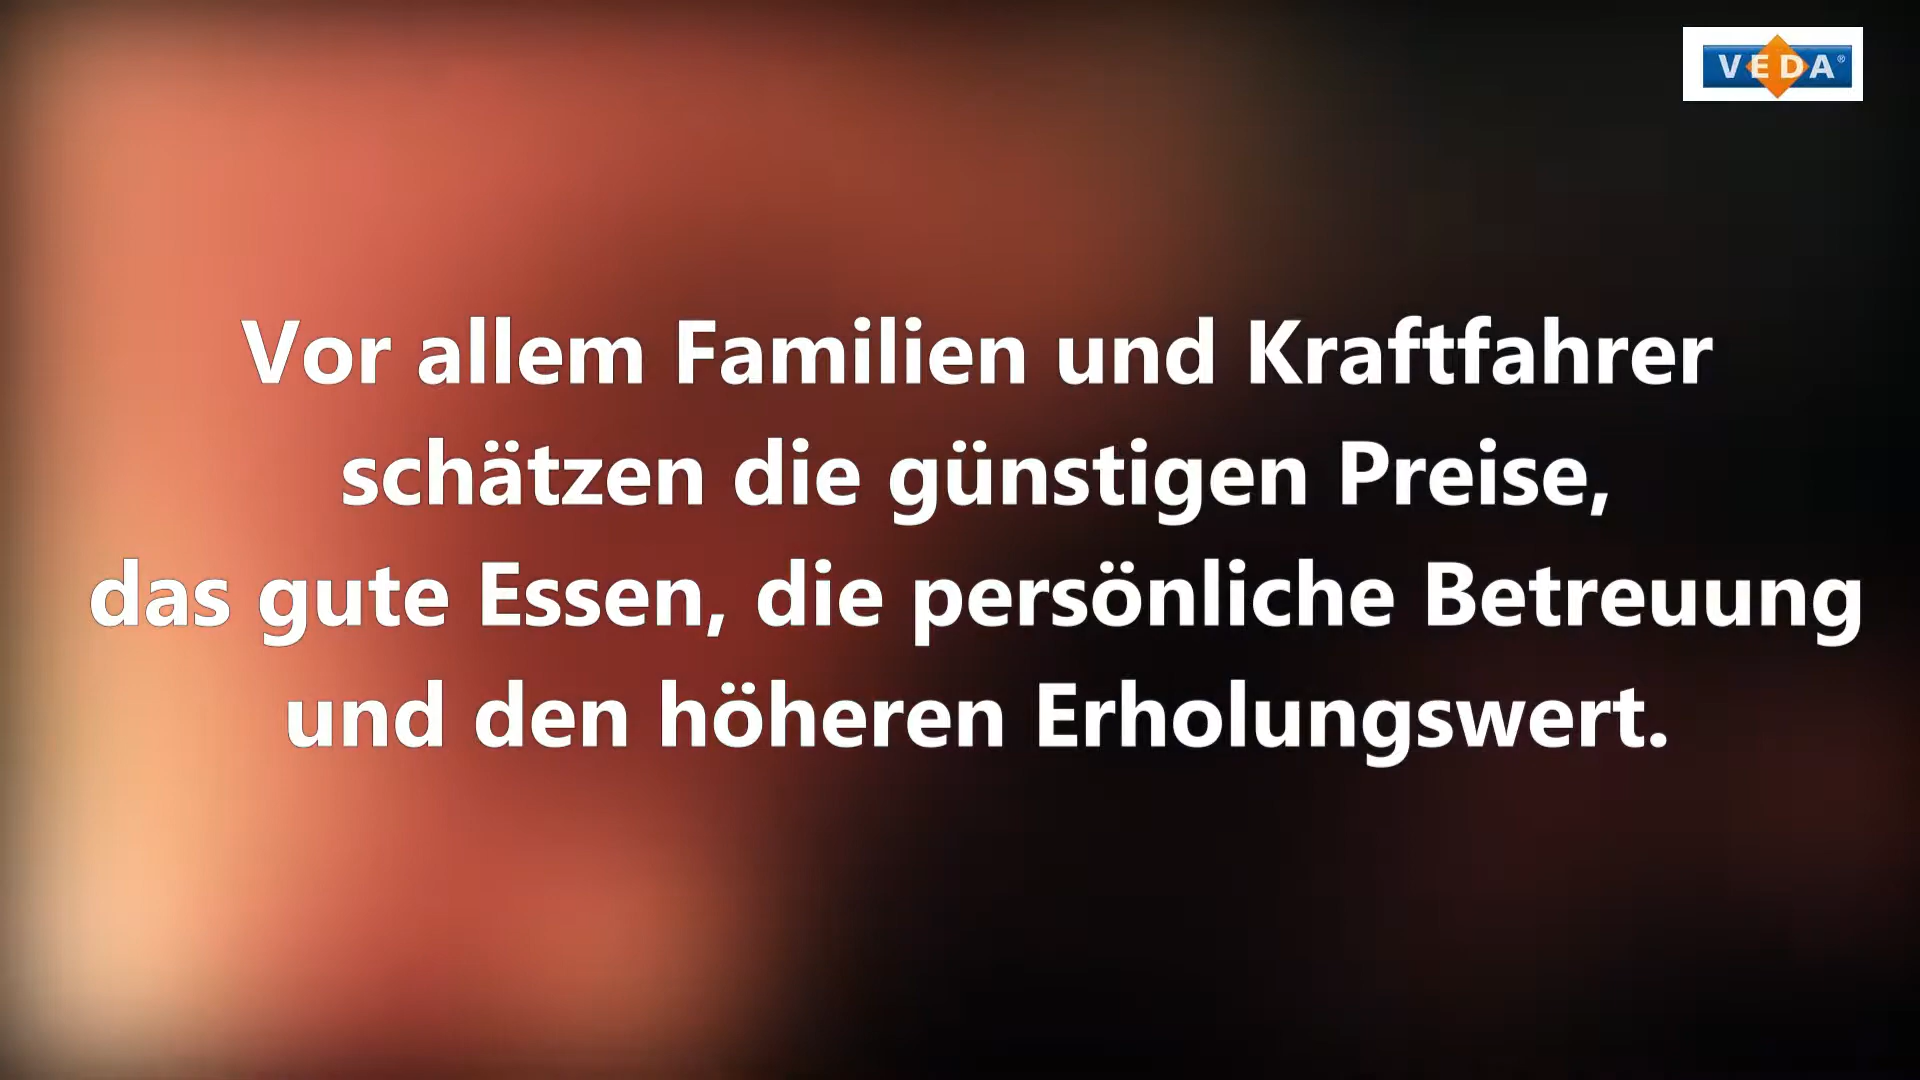 VEDA®
Vor allem Familien und Kraftfahrer
schätzen die günstigen Preise,
das gute Essen, die persönliche Betreuung
und den höheren Erholungswert.